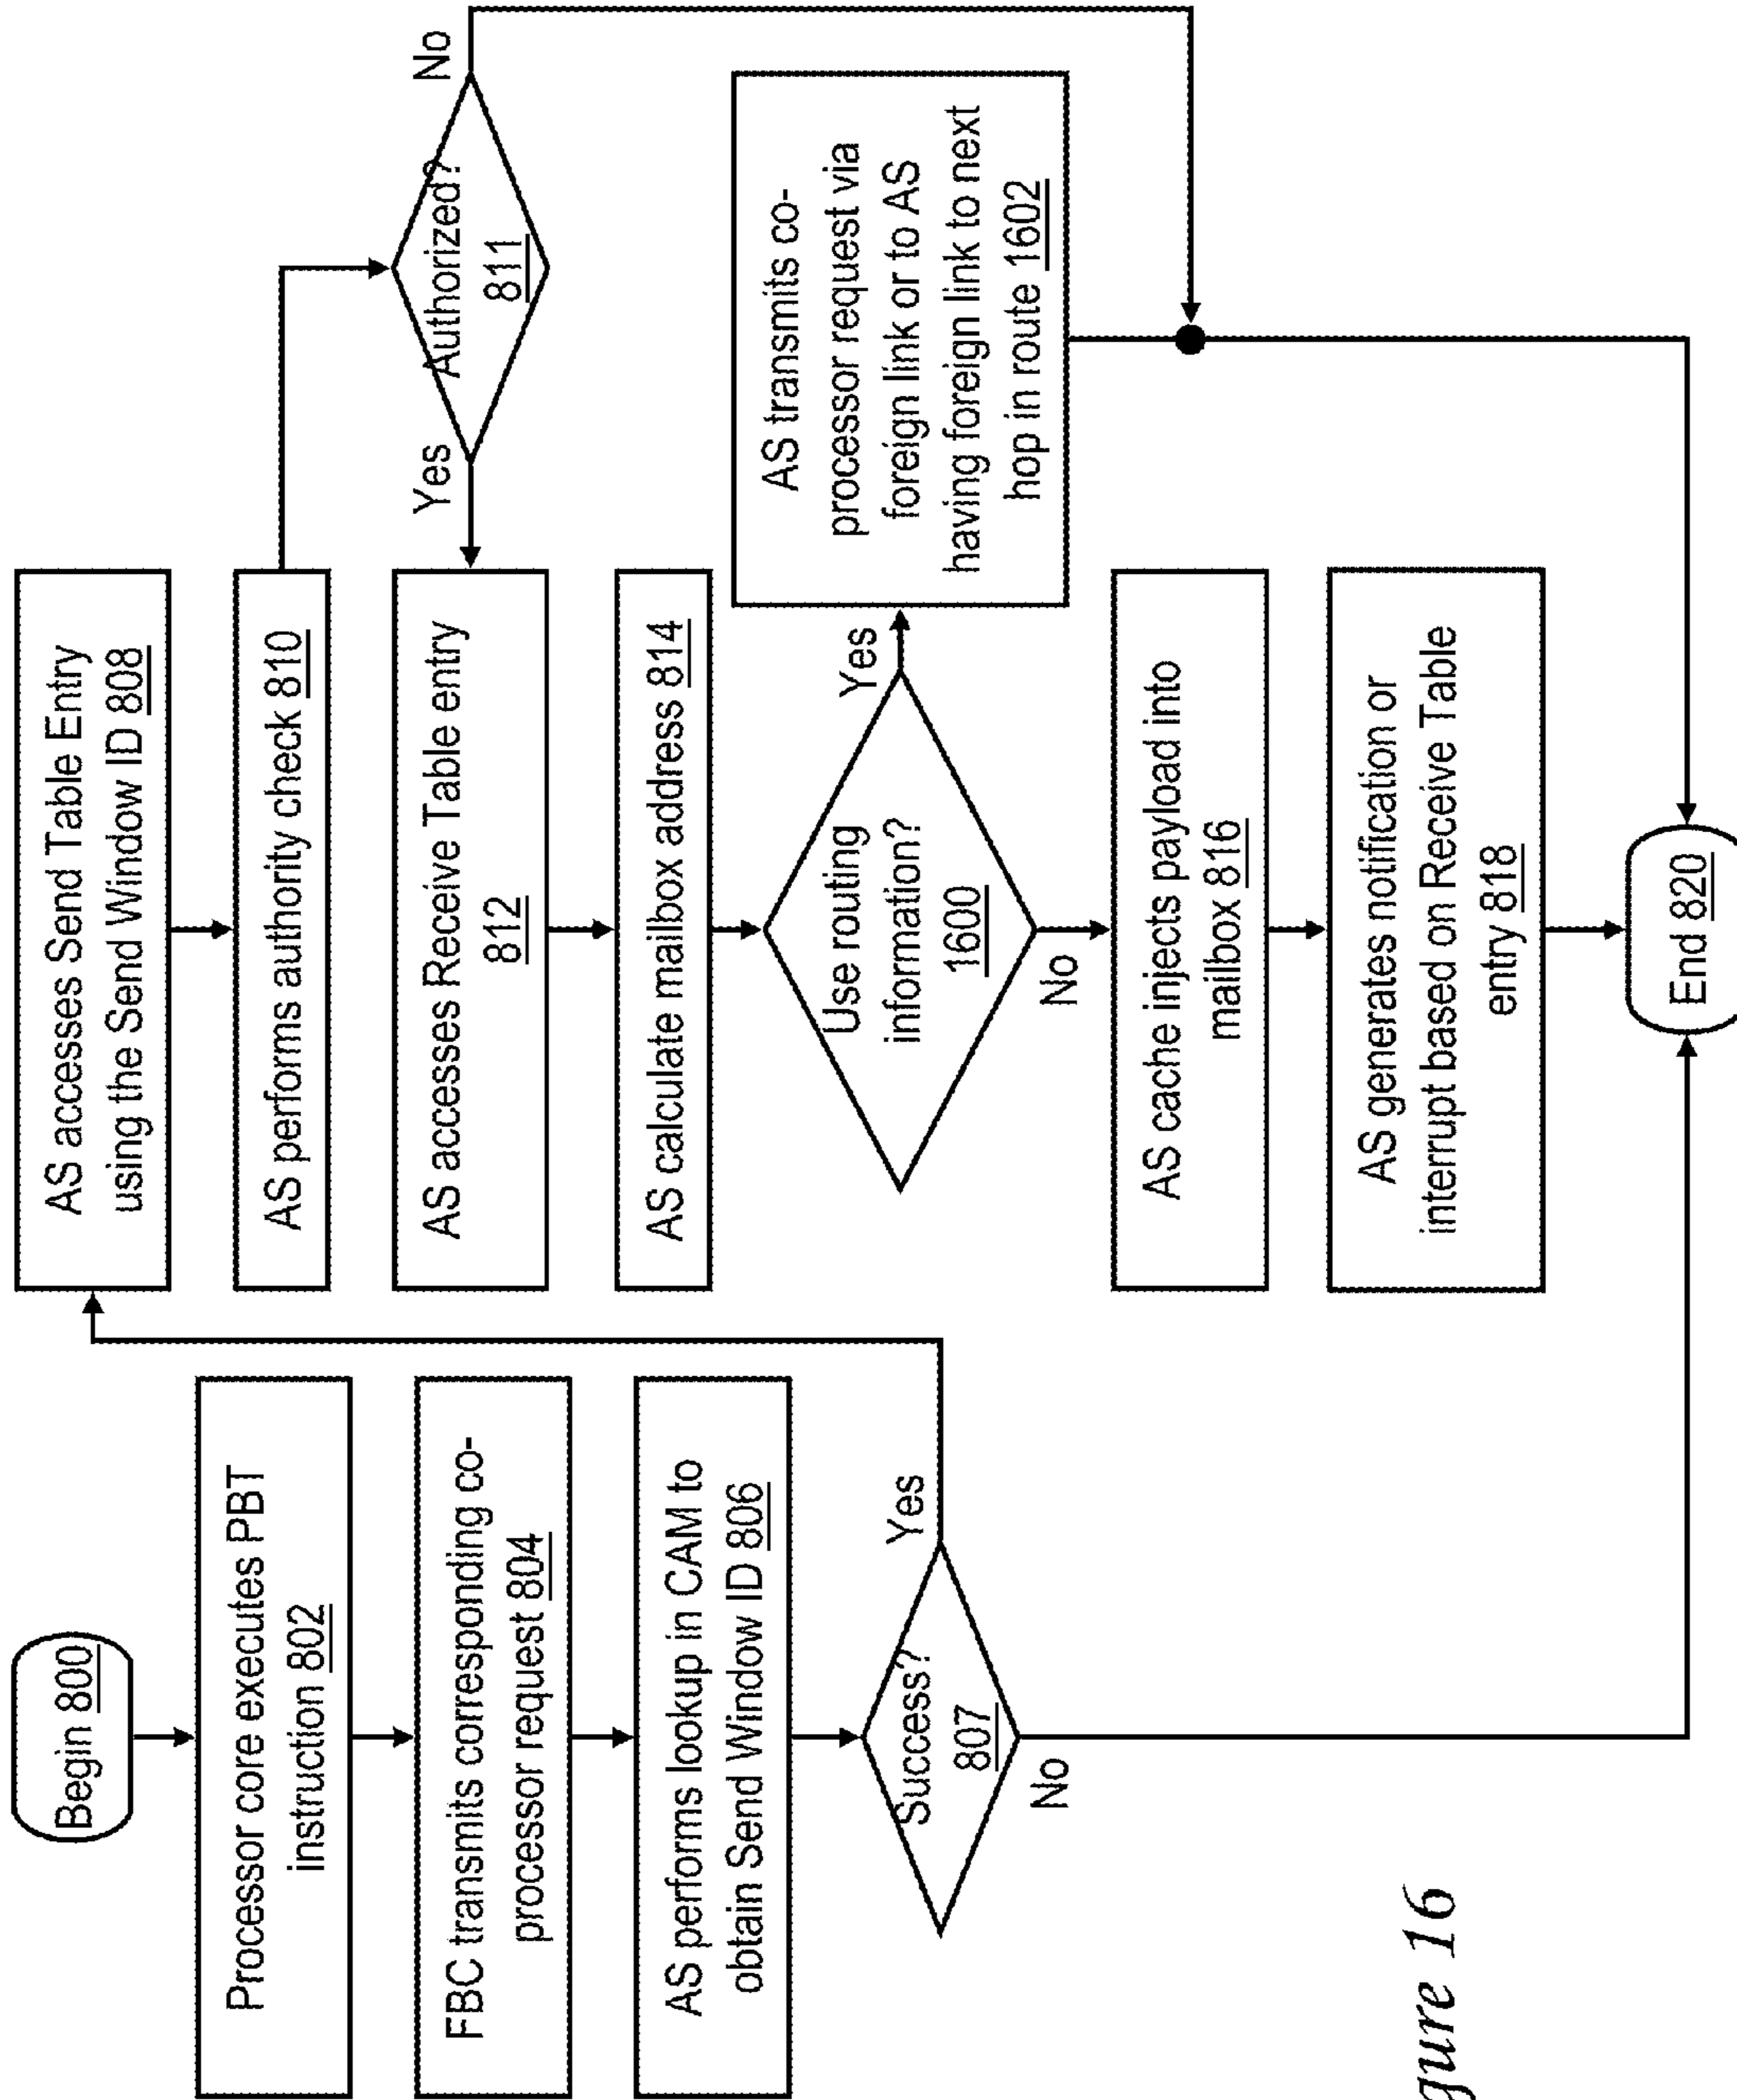 Begin 800
Processor core executes PBT
instruction 802
FBC transmits corresponding co-
processor request 804
AS performs lookup in CAM to
obtain Send Window ID 806
Success?
807
Yes
No
AS accesses Send Table Entry
using the Send Window ID 808
AS performs authority check 810
Authorized?
811
Yes
No
AS accesses Receive Table entry
812
AS calculate mailbox address 814
Use routing
information?
1600
Yes
No
AS transmits co-
processor request via
foreign link or to AS
having foreign link to next
hop in route 1602
AS cache injects payload into
mailbox 816
AS generates notification or
interrupt based on Receive Table
entry 818
End 820
gure 16